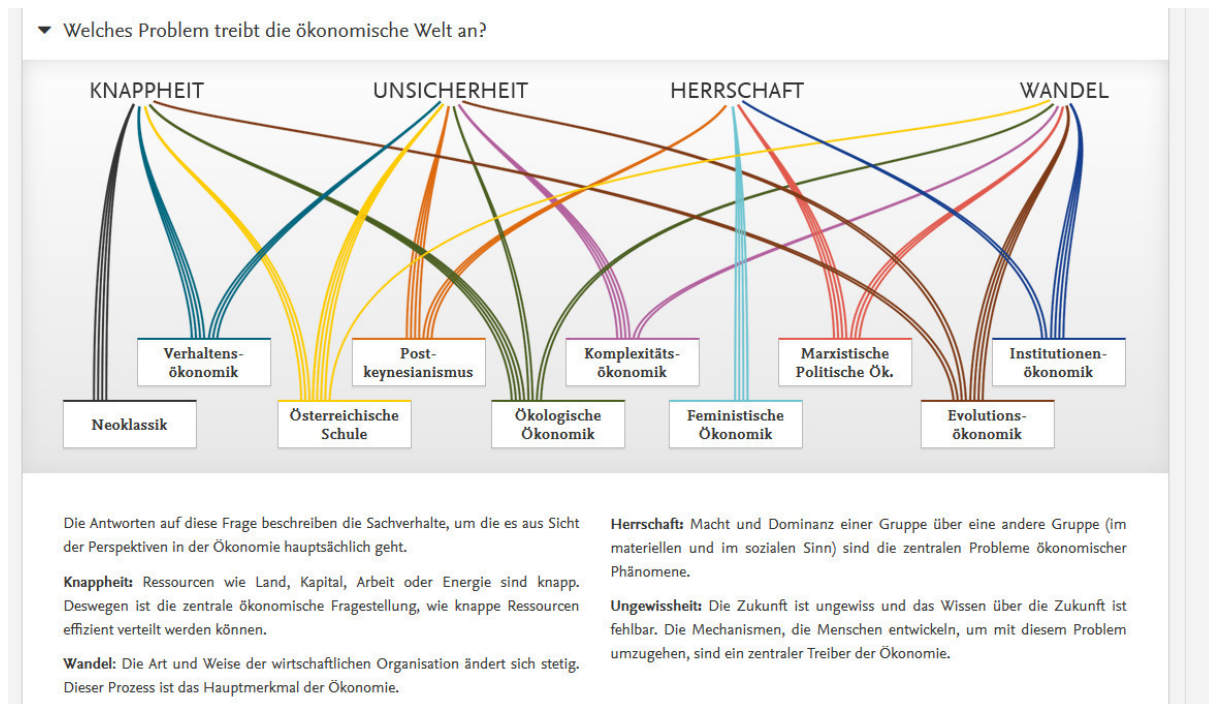 Welches Problem treibt die ökonomische Welt an?
KNAPPHEIT
UNSICHERHEIT
HERRSCHAFT
WANDEL
Verhaltens-
ökonomik
Post-
keynesianismus
Komplexitäts-
ökonomik
Marxistische
Politische Ök.
Institutionen-
ökonomik
Neoklassik
Österreichische
Schule
Ökologische
Ökonomik
Feministische
Ökonomik
Evolutions-
ökonomik
Die Antworten auf diese Frage beschreiben die Sachverhalte, um die es aus Sicht
der Perspektiven in der Ökonomie hauptsächlich geht.
Knappheit: Ressourcen wie Land, Kapital, Arbeit oder Energie sind knapp.
Deswegen ist die zentrale ökonomische Fragestellung, wie knappe Ressourcen
effizient verteilt werden können.
Wandel: Die Art und Weise der wirtschaftlichen Organisation ändert sich stetig.
Dieser Prozess ist das Hauptmerkmal der Ökonomie.
Herrschaft: Macht und Dominanz einer Gruppe über eine andere Gruppe (im
materiellen und im sozialen Sinn) sind die zentralen Probleme ökonomischer
Phänomene.
Ungewissheit: Die Zukunft ist ungewiss und das Wissen über die Zukunft ist
fehlbar. Die Mechanismen, die Menschen entwickeln, um mit diesem Problem
umzugehen, sind ein zentraler Treiber der Ökonomie.